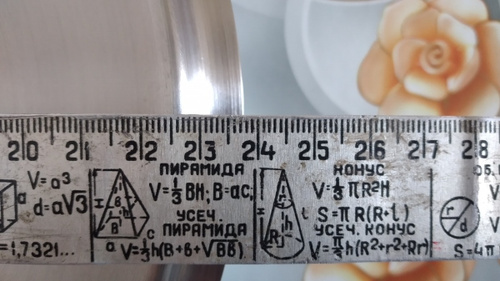 20 21 22 23 24 25 26 27 28
V=a³
d=a√3
=1,7321...
a
ПИРАМИДА
V=⅓BH; B=ac,
УСЕЧ.
ПИРАМИДА
V=⅓h(B+в+√Bв)
H в B a c
КОНУС
V=⅓πR²H
S=πR(R+l)
УСЕЧ. КОНУС
V=π/3h(R²+r²+Rr)
H r h R l
d
V
S=4π